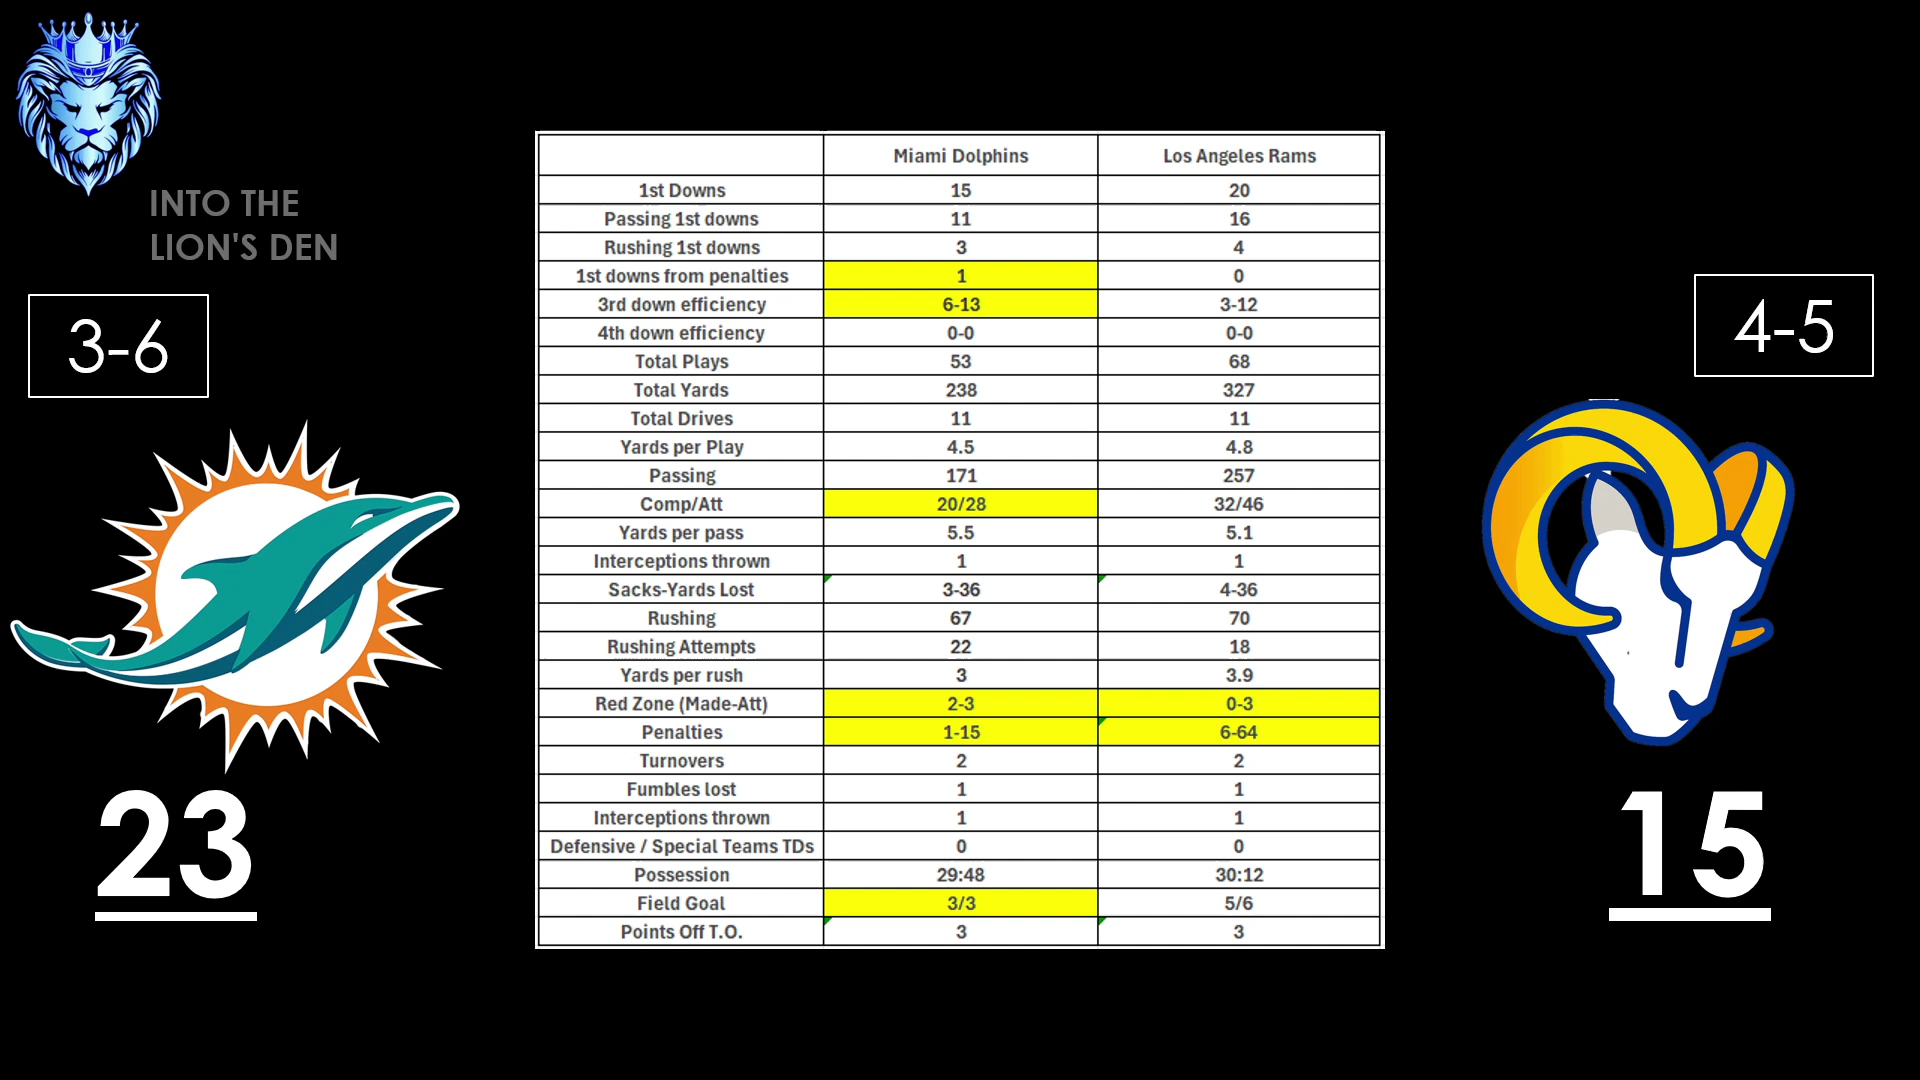 INTO THE
LION'S DEN
3-6
4-5
Miami Dolphins Los Angeles Rams
1st Downs 15 20
Passing 1st downs 11 16
Rushing 1st downs 3 4
1st downs from penalties 1 0
3rd down efficiency 6-13 3-12
4th down efficiency 0-0 0-0
Total Plays 53 68
Total Yards 238 327
Total Drives 11 11
Yards per Play 4.5 4.8
Passing 171 257
Comp/Att 20/28 32/46
Yards per pass 5.5 5.1
Interceptions thrown 1 1
Sacks-Yards Lost 3-36 4-36
Rushing 67 70
Rushing Attempts 22 18
Yards per rush 3 3.9
Red Zone (Made-Att) 2-3 0-3
Penalties 1-15 6-64
Turnovers 2 2
Fumbles lost 1 1
Interceptions thrown 1 1
Defensive / Special Teams TDs 0 0
Possession 29:48 30:12
Field Goal 3/3 5/6
Points Off T.O. 3 3
23
15